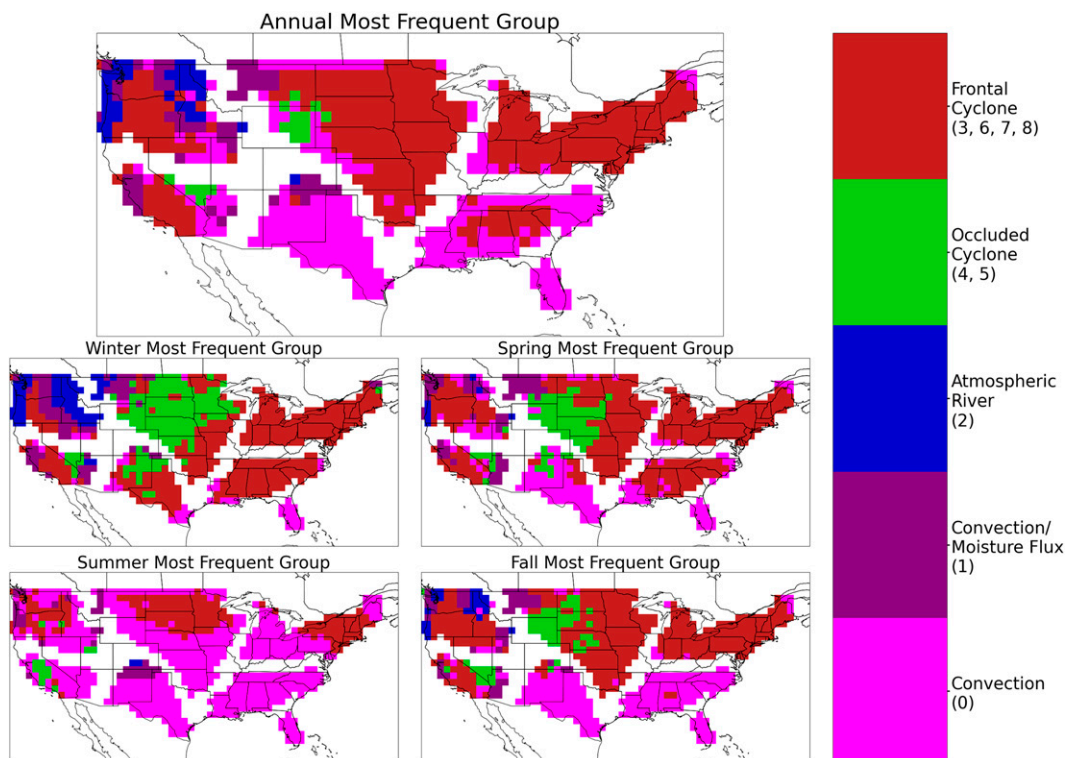 Annual Most Frequent Group
Winter Most Frequent Group
Spring Most Frequent Group
Summer Most Frequent Group
Fall Most Frequent Group
Frontal
Cyclone
(3, 6, 7, 8)
Occluded
Cyclone
(4, 5)
Atmospheric
River
(2)
Convection/
Moisture Flux
(1)
Convection
(0)